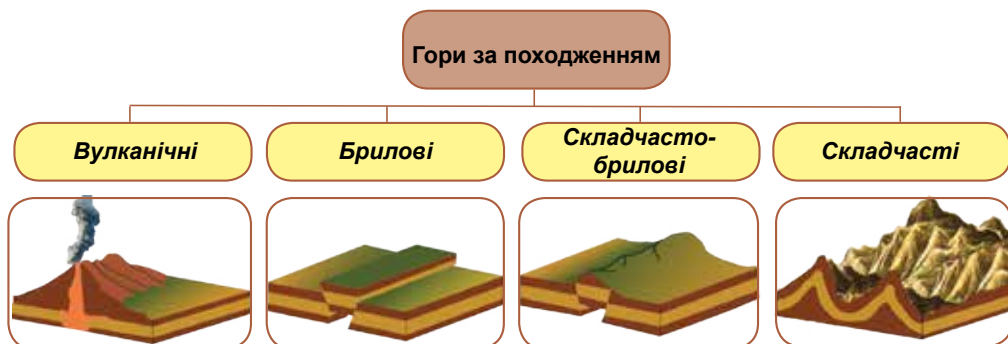 Гори за походженням
Вулканічні
Брилові
Складчасто-
брилові
Складчасті